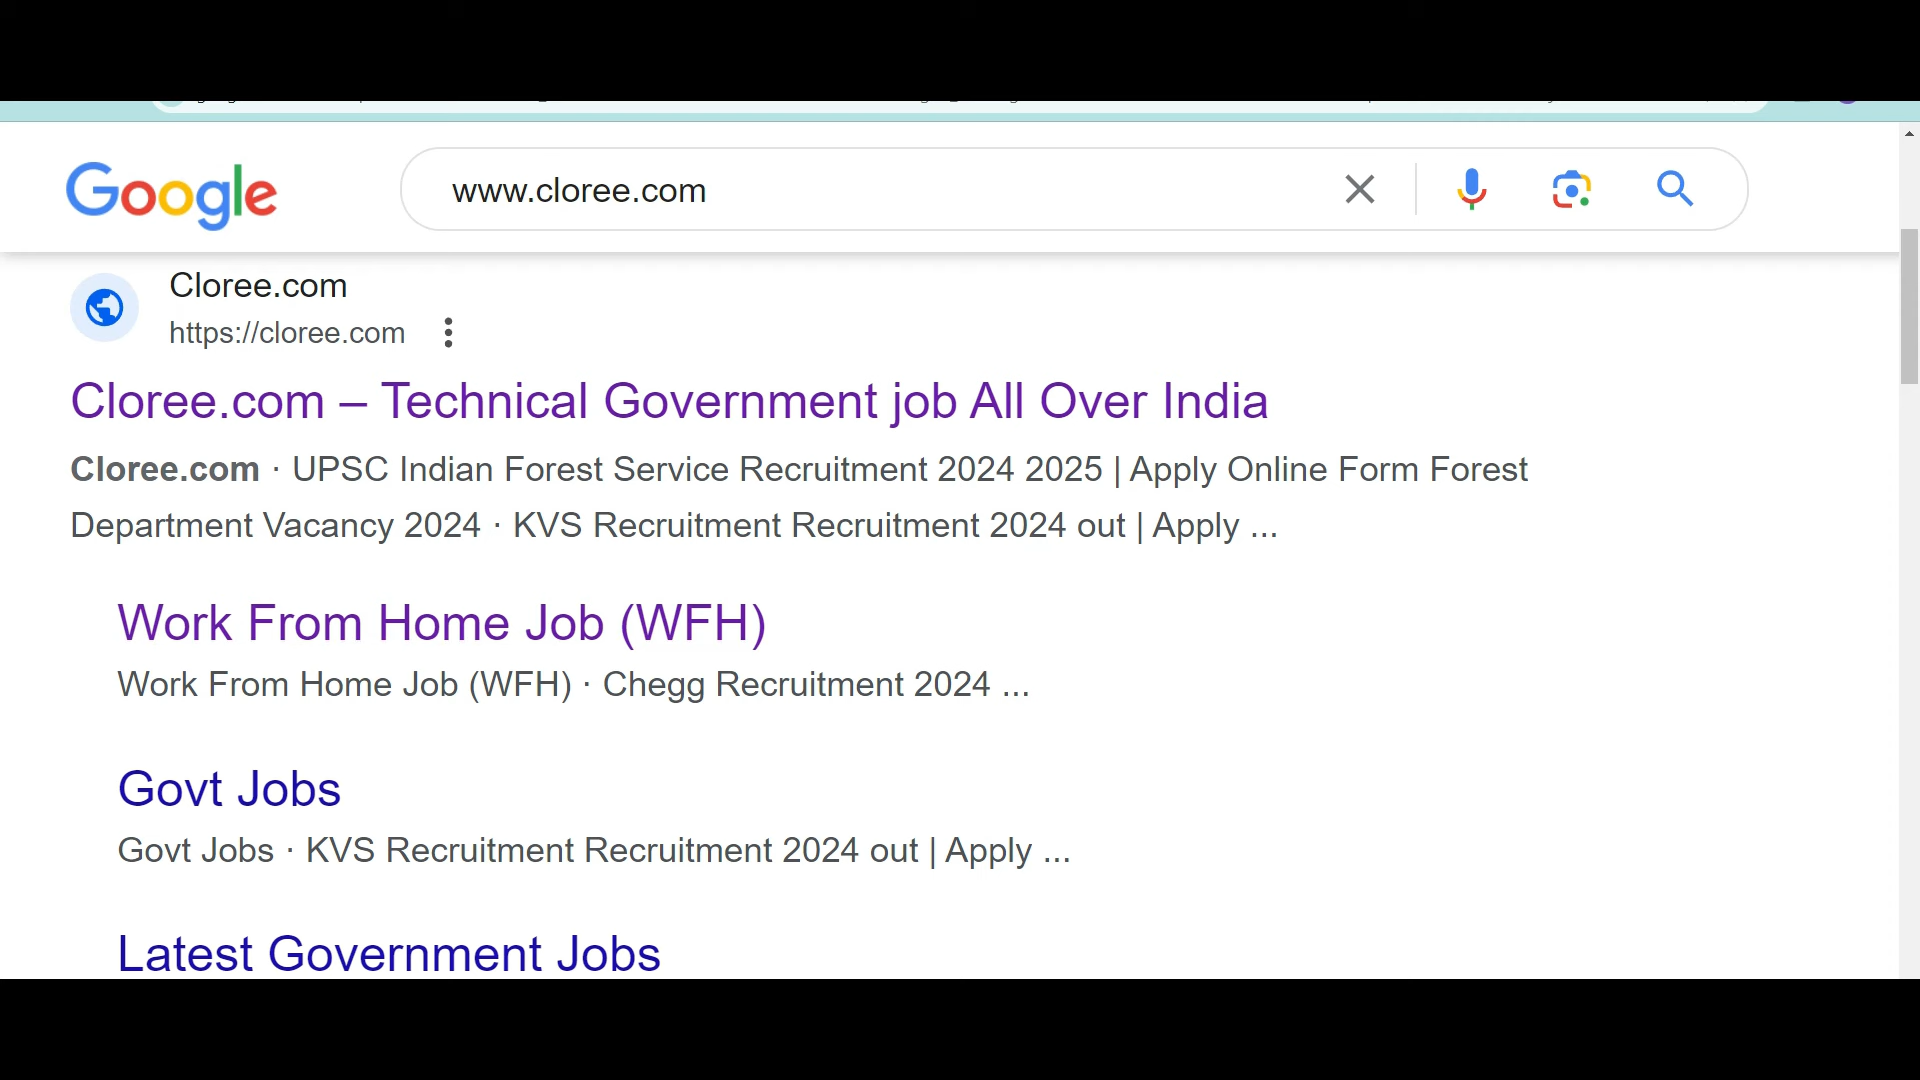 Google
www.cloree.com
Cloree.com
https://cloree.com
Cloree.com – Technical Government job All Over India
Cloree.com · UPSC Indian Forest Service Recruitment 2024 2025 | Apply Online Form Forest
Department Vacancy 2024 · KVS Recruitment Recruitment 2024 out | Apply ...
Work From Home Job (WFH)
Work From Home Job (WFH) · Chegg Recruitment 2024 ...
Govt Jobs
Govt Jobs · KVS Recruitment Recruitment 2024 out | Apply ...
Latest Government Jobs